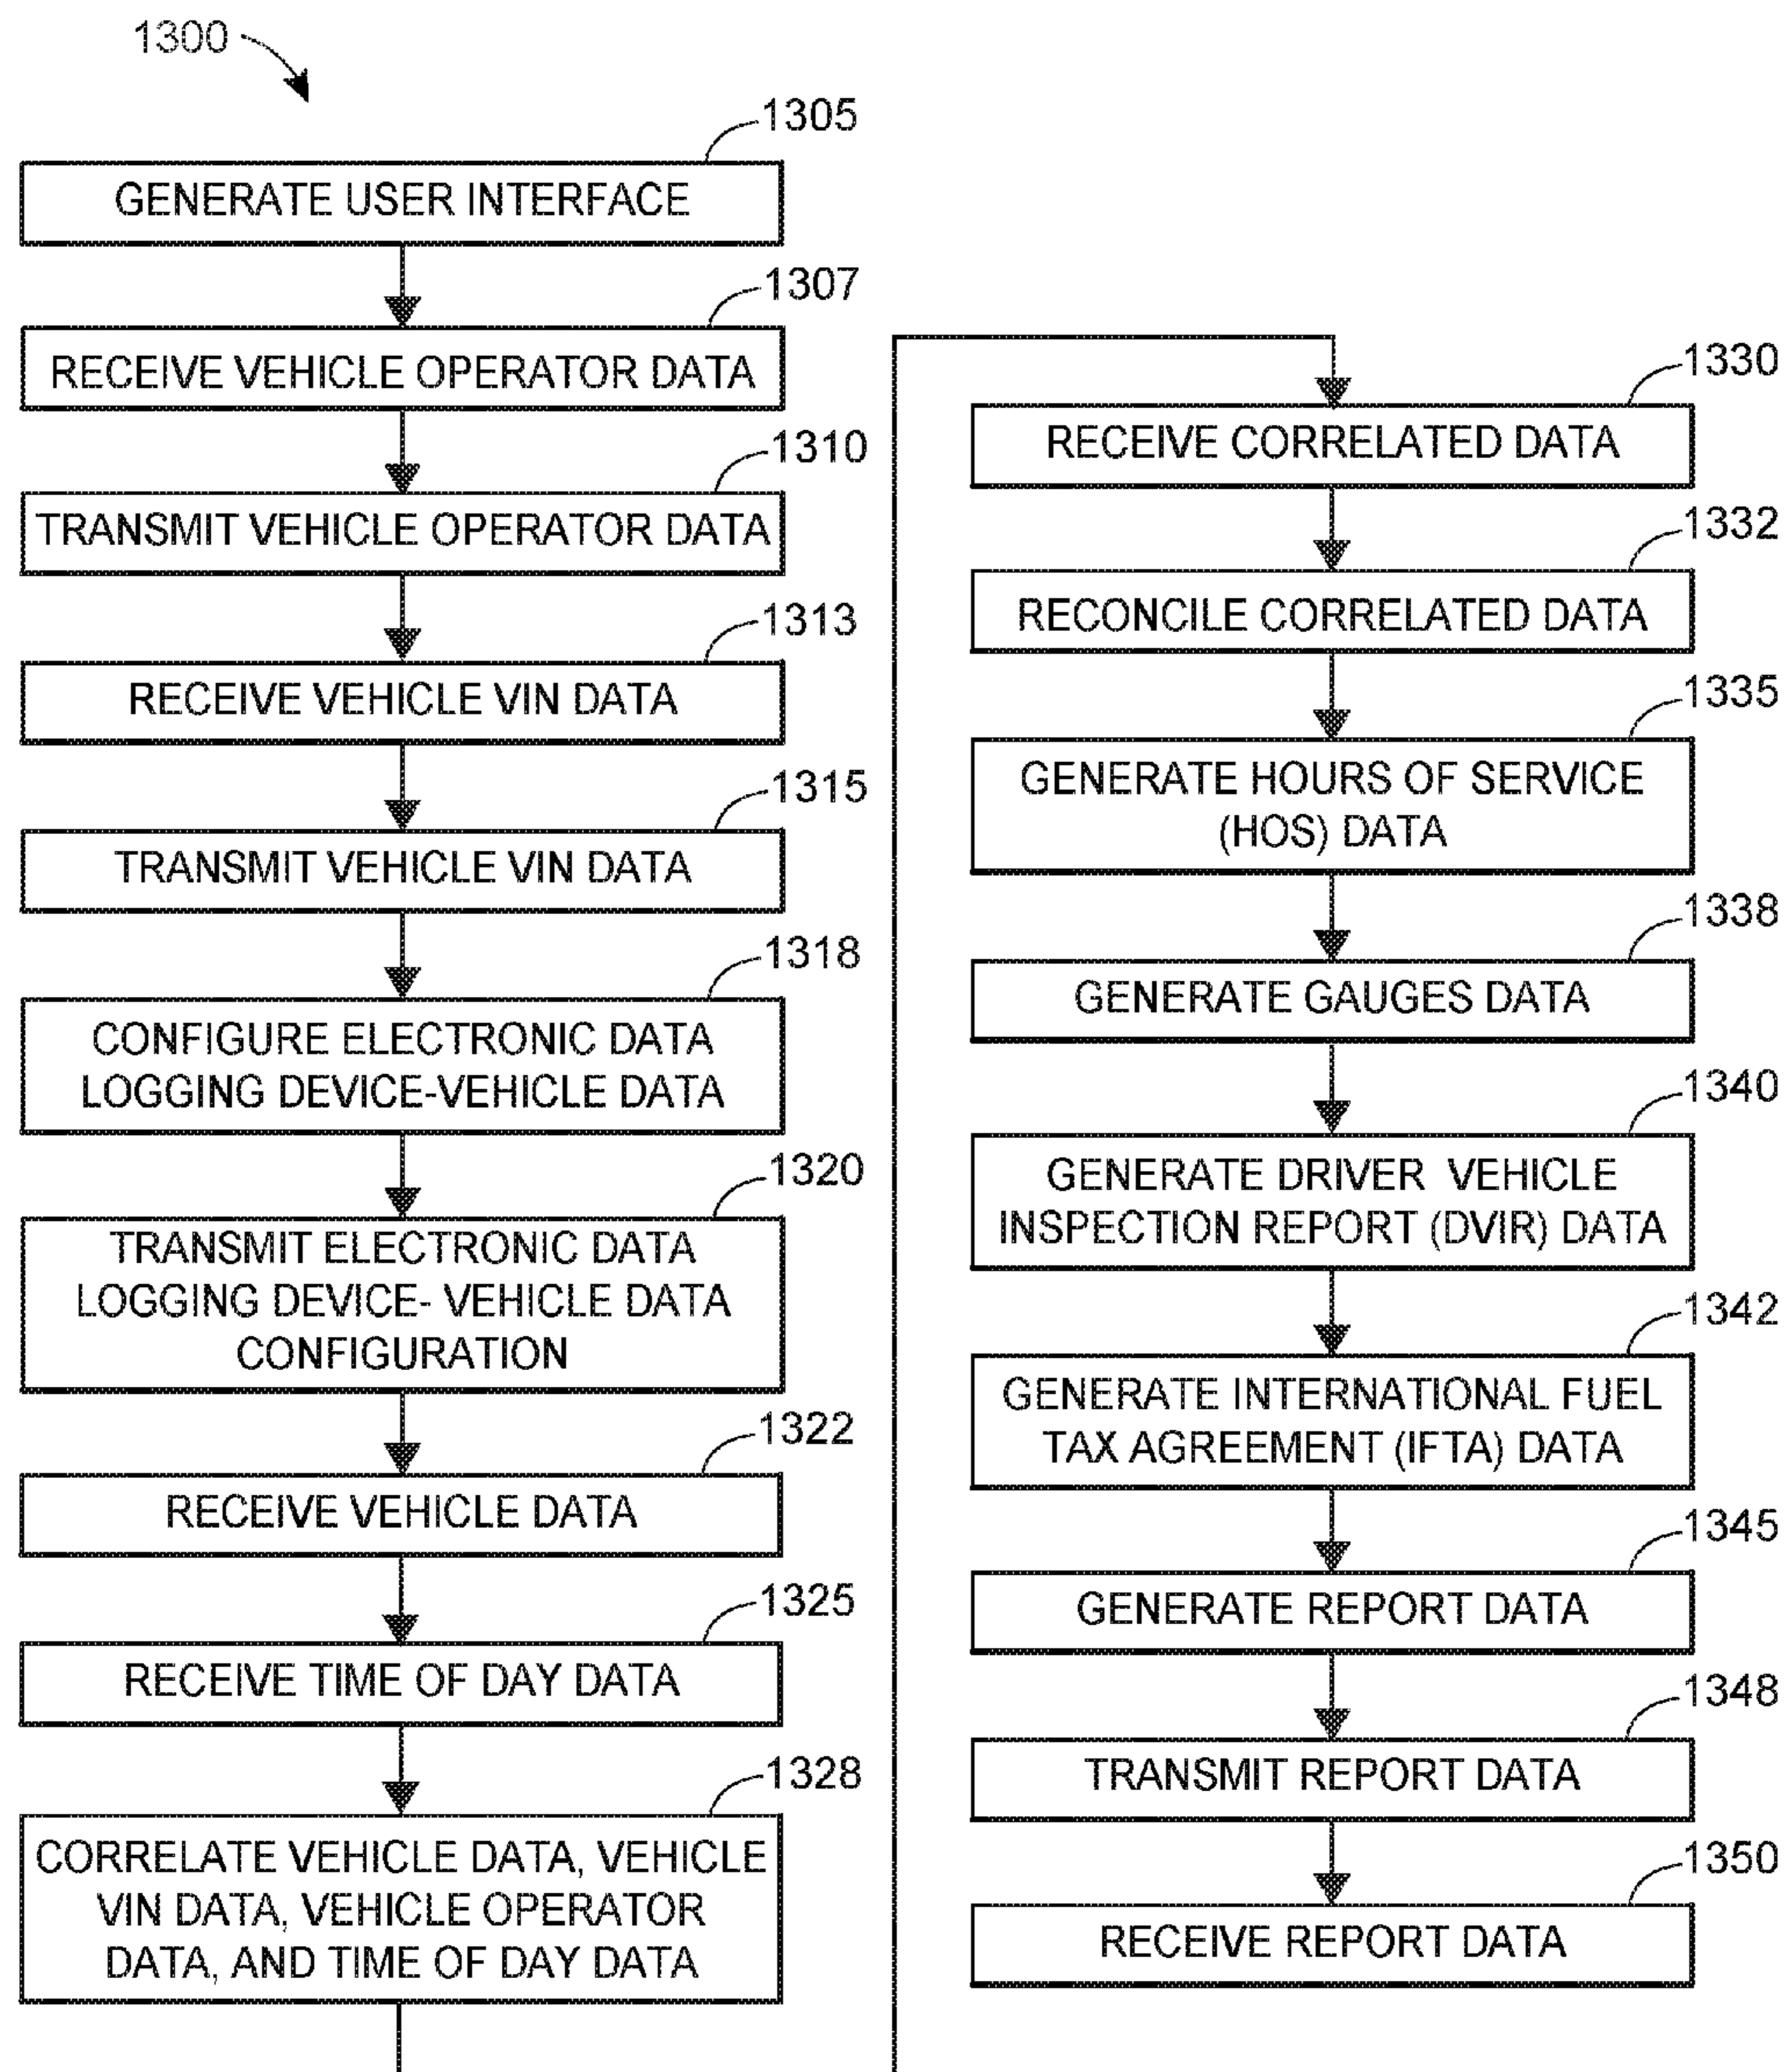 1300
1305
GENERATE USER INTERFACE
1307
RECEIVE VEHICLE OPERATOR DATA
1310
TRANSMIT VEHICLE OPERATOR DATA
1313
RECEIVE VEHICLE VIN DATA
1315
TRANSMIT VEHICLE VIN DATA
1318
CONFIGURE ELECTRONIC DATA
LOGGING DEVICE-VEHICLE DATA
1320
TRANSMIT ELECTRONIC DATA
LOGGING DEVICE- VEHICLE DATA
CONFIGURATION
1322
RECEIVE VEHICLE DATA
1325
RECEIVE TIME OF DAY DATA
1328
CORRELATE VEHICLE DATA, VEHICLE
VIN DATA, VEHICLE OPERATOR
DATA, AND TIME OF DAY DATA
1330
RECEIVE CORRELATED DATA
1332
RECONCILE CORRELATED DATA
1335
GENERATE HOURS OF SERVICE
(HOS) DATA
1338
GENERATE GAUGES DATA
1340
GENERATE DRIVER VEHICLE
INSPECTION REPORT (DVIR) DATA
1342
GENERATE INTERNATIONAL FUEL
TAX AGREEMENT (IFTA) DATA
1345
GENERATE REPORT DATA
1348
TRANSMIT REPORT DATA
1350
RECEIVE REPORT DATA